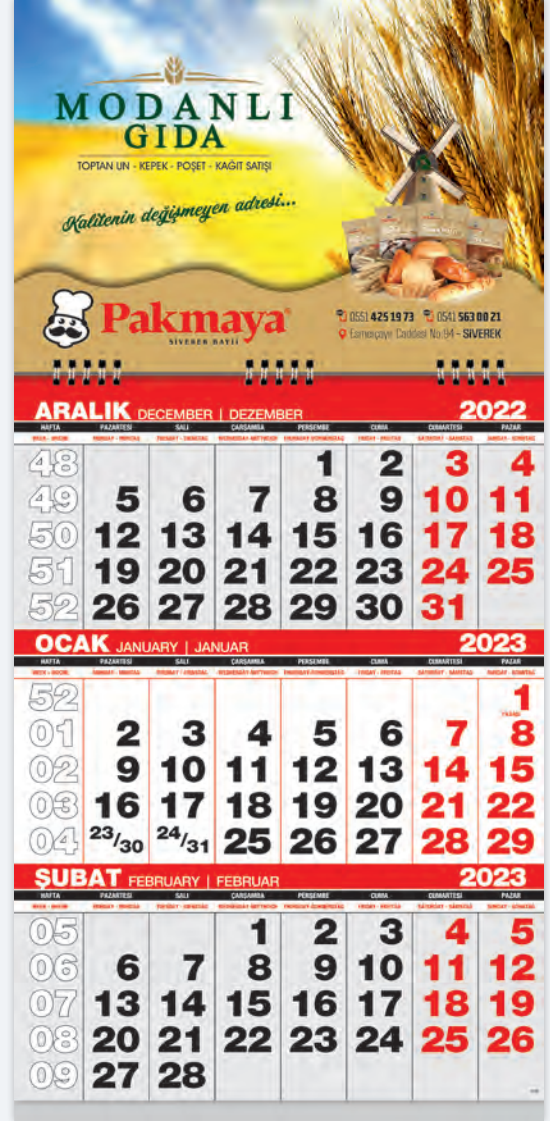 MODANLI
GIDA
TOPTAN UN - KEPEK - POŞET - KAĞIT SATIŞI
Kalitenin değişmeyen adresi...
Pakmaya
SİVEREK BAYİİ
0551 425 19 73 0541 563 00 21
Caddesi No:94 - SİVEREK
ARALIK DECEMBER | DEZEMBER 2022
HAFTA PAZARTESİ SALI ÇARŞAMBA PERŞEMBE CUMA CUMARTESİ PAZAR
48 1 2 3 4
49 5 6 7 8 9 10 11
50 12 13 14 15 16 17 18
51 19 20 21 22 23 24 25
52 26 27 28 29 30 31
OCAK JANUARY | JANUAR 2023
HAFTA PAZARTESİ SALI ÇARŞAMBA PERŞEMBE CUMA CUMARTESİ PAZAR
52 1
01 2 3 4 5 6 7 8
02 9 10 11 12 13 14 15
03 16 17 18 19 20 21 22
04 23/30 24/31 25 26 27 28 29
ŞUBAT FEBRUARY | FEBRUAR 2023
HAFTA PAZARTESİ SALI ÇARŞAMBA PERŞEMBE CUMA CUMARTESİ PAZAR
05 1 2 3 4 5
06 6 7 8 9 10 11 12
07 13 14 15 16 17 18 19
08 20 21 22 23 24 25 26
09 27 28